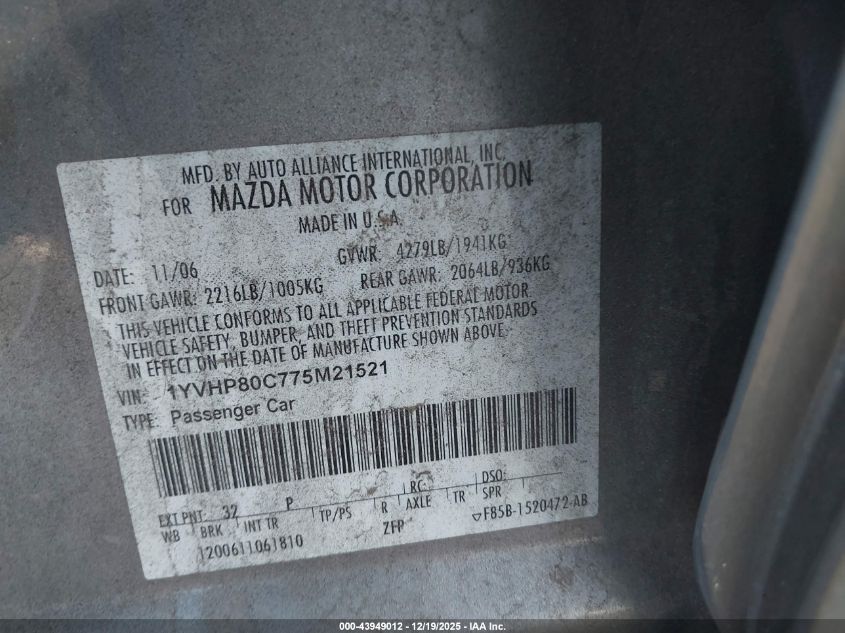 MFD. BY AUTO ALLIANCE INTERNATIONAL, INC.
FOR MAZDA MOTOR CORPORATION
MADE IN U.S.A.
DATE: 11/06 GVWR: 4279LB/1941KG
FRONT GAWR: 2216LB/1005KG REAR GAWR: 2064LB/936KG
THIS VEHICLE CONFORMS TO ALL APPLICABLE FEDERAL MOTOR
VEHICLE SAFETY, BUMPER, AND THEFT PREVENTION STANDARDS
IN EFFECT ON THE DATE OF MANUFACTURE SHOWN ABOVE.
VIN: 1YVHP80C775M21521
TYPE: Passenger Car
EXT PNT: 32 P RC: DSO:
WB BRK INT TR TP/PS R AXLE TR SPR
1200611061810 ZFP ▽F85B-1520472-AB
000-43949012 - 12/19/2025 - IAA Inc.